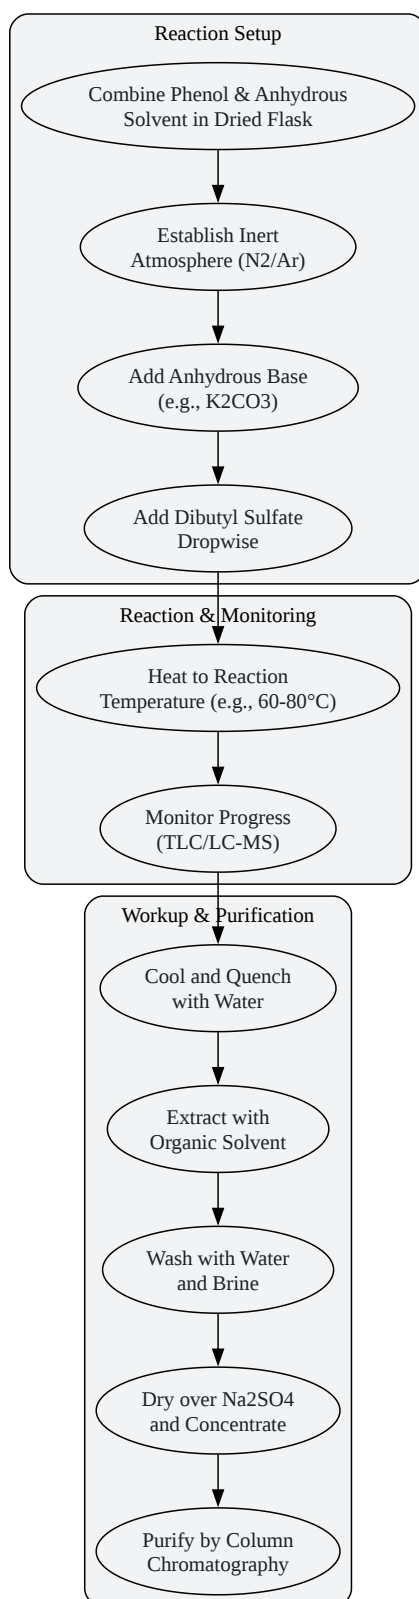 Reaction Setup
Combine Phenol & Anhydrous
Solvent in Dried Flask
Establish Inert
Atmosphere (N2/Ar)
Add Anhydrous Base
(e.g., K2CO3)
Add Dibutyl Sulfate
Dropwise
Reaction & Monitoring
Heat to Reaction
Temperature (e.g., 60-80°C)
Monitor Progress
(TLC/LC-MS)
Workup & Purification
Cool and Quench
with Water
Extract with
Organic Solvent
Wash with Water
and Brine
Dry over Na2SO4
and Concentrate
Purify by Column
Chromatography